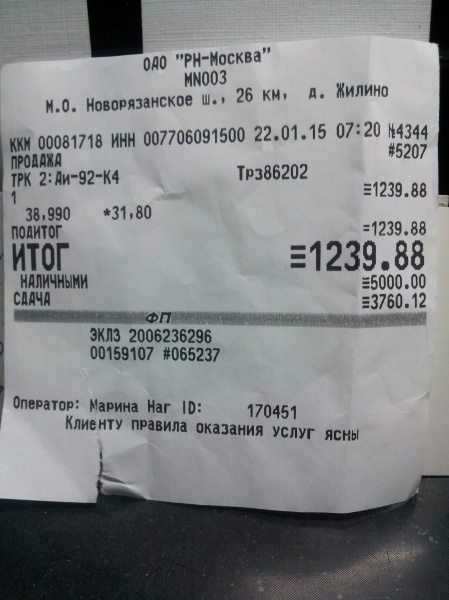 ОАО "РН-Москва"
MN003
М.О. Новорязанское ш., 26 км, д. Жилино
ККМ 00081718 ИНН 007706091500 22.01.15 07:20 №4344
ПРОДАЖА #5207
ТРК 2:Аи-92-К4 Трз86202
1 ≡1239.88
38,990 *31,80
ПОДИТОГ =1239.88
ИТОГ ≡1239.88
НАЛИЧНЫМИ ≡5000.00
СДАЧА ≡3760.12
ФП
ЭКЛЗ 2006236296
00159107 #065237
Оператор: Марина Наг ID: 170451
Клиенту правила оказания услуг ясны